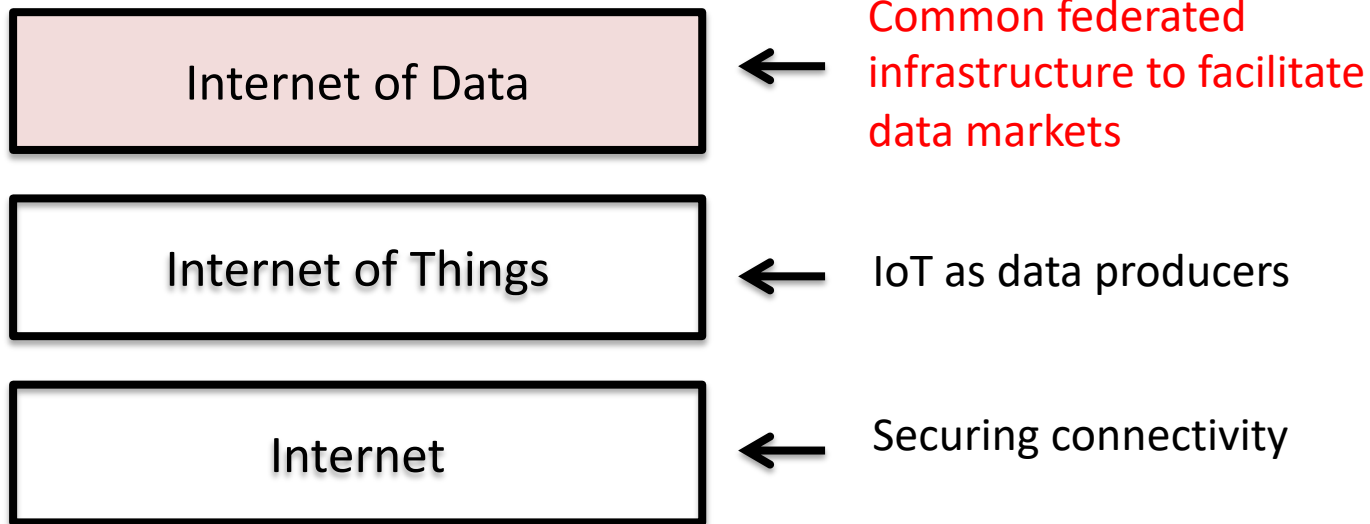 Internet of Data
Common federated
infrastructure to facilitate
data markets
Internet of Things
IoT as data producers
Internet
Securing connectivity